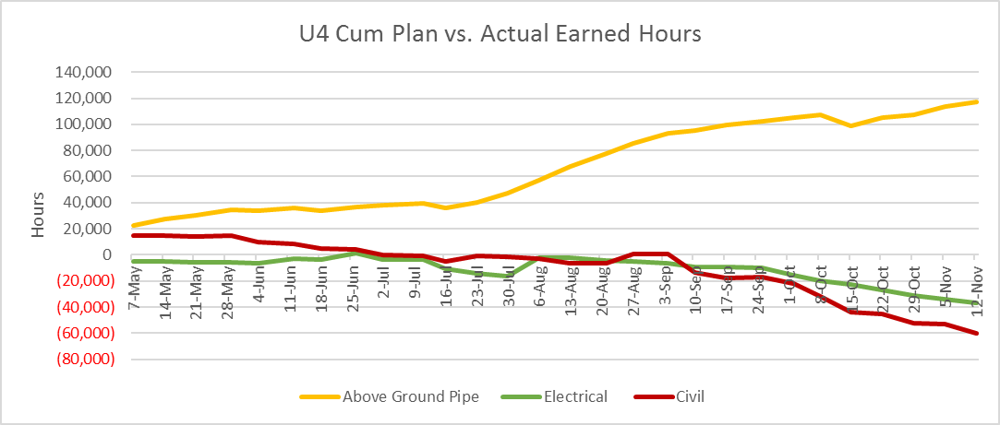 U4 Cum Plan vs. Actual Earned Hours
140,000
120,000
100,000
80,000
60,000
40,000
20,000
0
(20,000)
(40,000)
(60,000)
(80,000)
Hours
7-May
14-May
21-May
28-May
4-Jun
11-Jun
18-Jun
25-Jun
2-Jul
9-Jul
16-Jul
23-Jul
30-Jul
6-Aug
13-Aug
20-Aug
27-Aug
3-Sep
10-Sep
17-Sep
24-Sep
1-Oct
8-Oct
15-Oct
22-Oct
29-Oct
5-Nov
12-Nov
Above Ground Pipe
Electrical
Civil